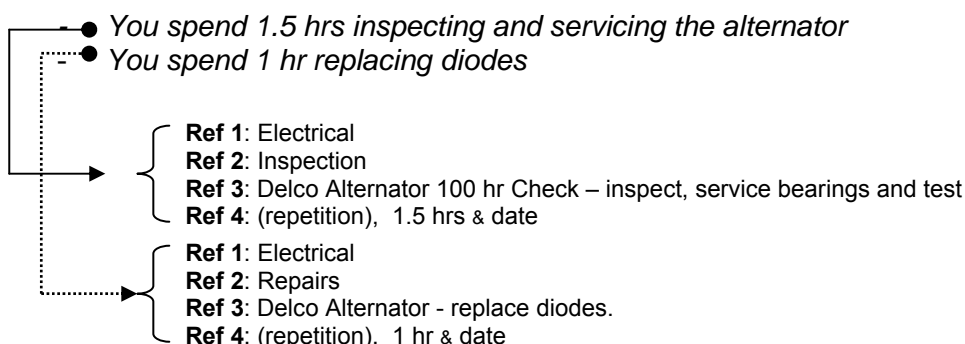 - You spend 1.5 hrs inspecting and servicing the alternator
- You spend 1 hr replacing diodes
Ref 1: Electrical
Ref 2: Inspection
Ref 3: Delco Alternator 100 hr Check – inspect, service bearings and test
Ref 4: (repetition), 1.5 hrs & date
Ref 1: Electrical
Ref 2: Repairs
Ref 3: Delco Alternator - replace diodes.
Ref 4: (repetition), 1 hr & date